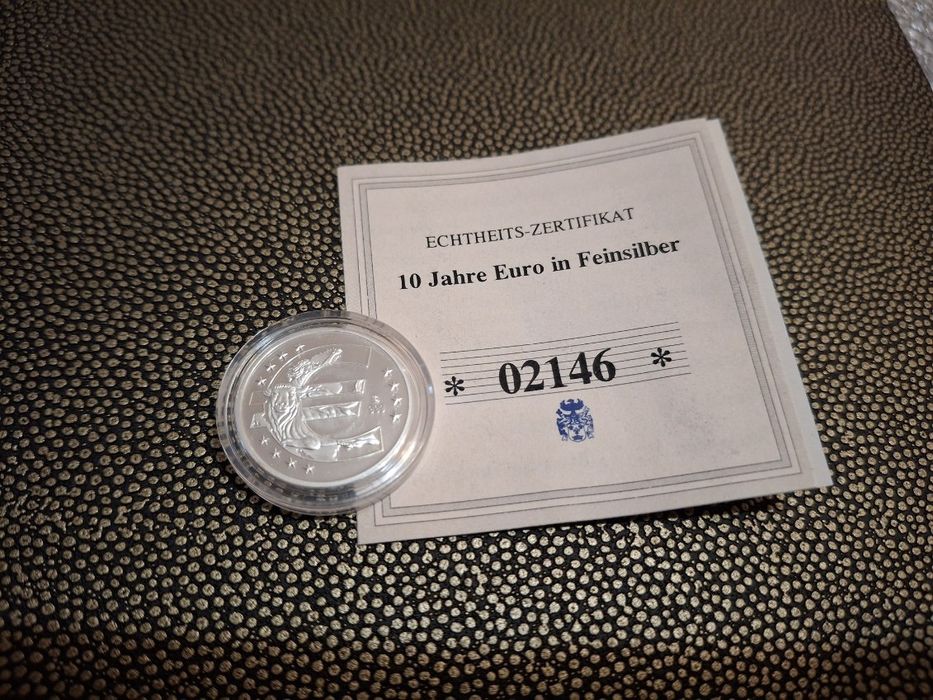 ECHTHEITS-ZERTIFIKAT
10 Jahre Euro in Feinsilber
* 02146 *